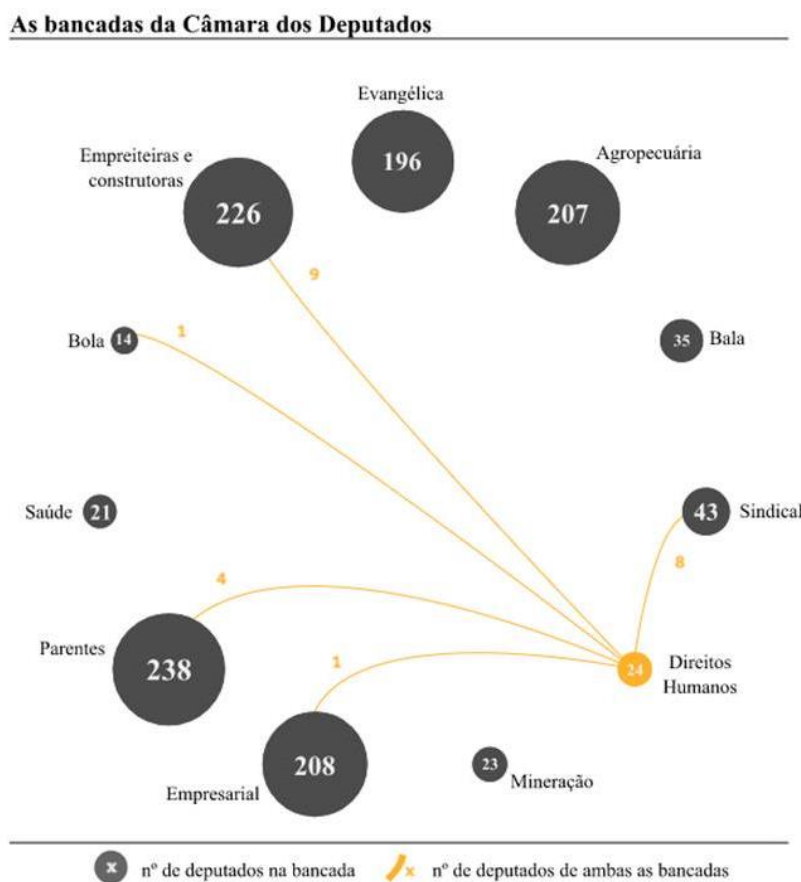 As bancadas da Câmara dos Deputados
Evangélica
196
Empreiteiras e
construtoras
226
Agropecuária
207
9
Bola
14
1
35
Bala
Saúde
21
43
Sindical
8
4
Parentes
238
1
24
Direitos
Humanos
208
Empresarial
23
Mineração
x nº de deputados na bancada
x nº de deputados de ambas as bancadas